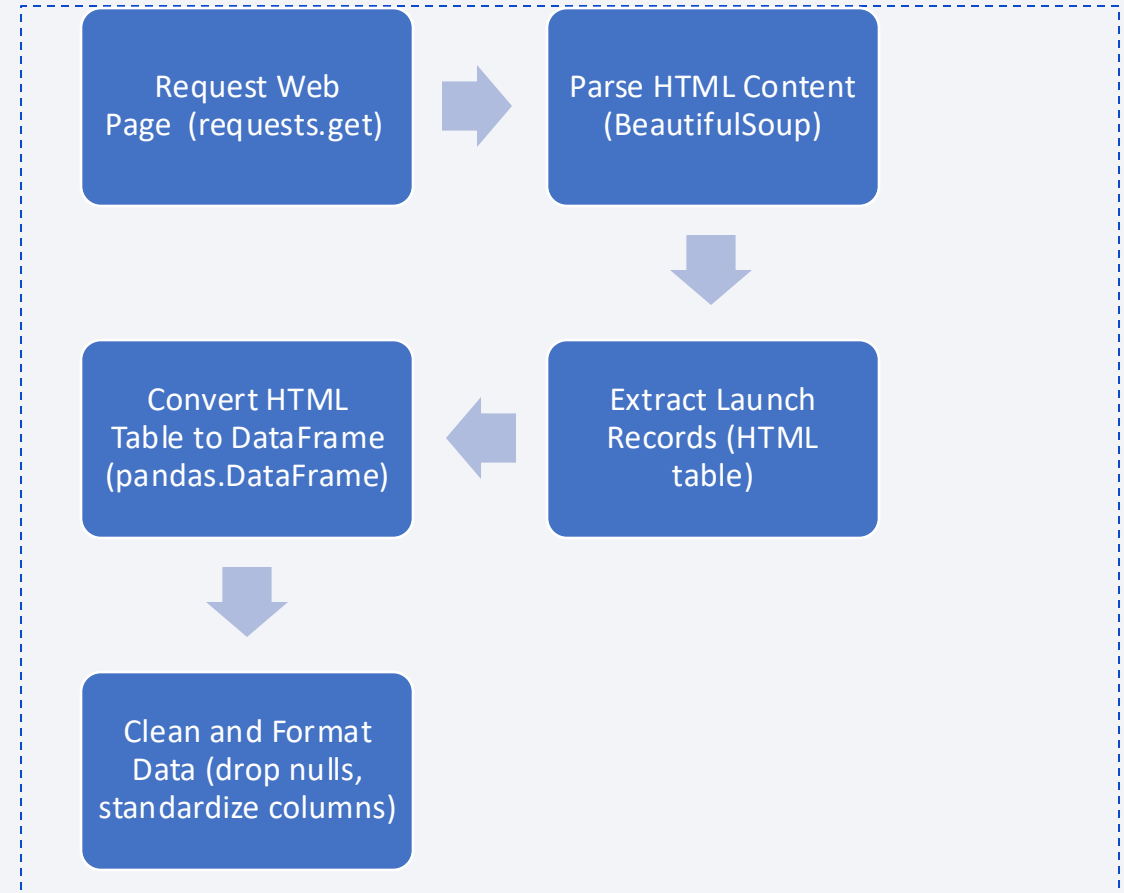 Request Web
Page  (requests.get)
Parse HTML Content
(BeautifulSoup)
Extract Launch
Records (HTML
table)
Convert HTML
Table to DataFrame
(pandas.DataFrame)
Clean and Format
Data (drop nulls,
standardize columns)